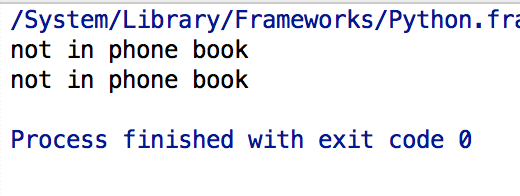 /System/Library/Frameworks/Python.fra
not in phone book
not in phone book
Process finished with exit code 0